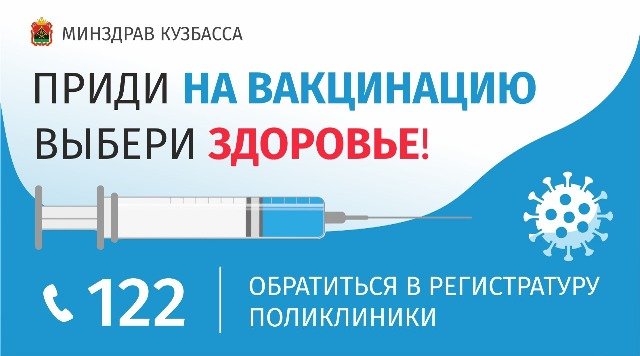 МИНЗДРАВ КУЗБАССА
ПРИДИ НА ВАКЦИНАЦИЮ
ВЫБЕРИ ЗДОРОВЬЕ!
122
ОБРАТИТЬСЯ В РЕГИСТРАТУРУ
ПОЛИКЛИНИКИ